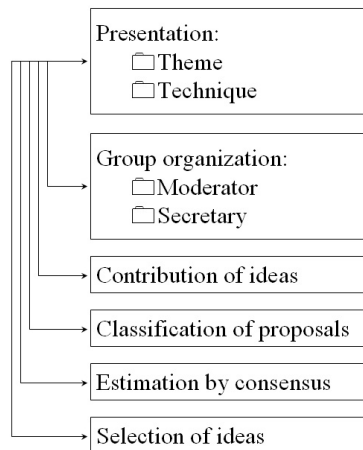 Presentation:
Theme
Technique
Group organization:
Moderator
Secretary
Contribution of ideas
Classification of proposals
Estimation by consensus
Selection of ideas